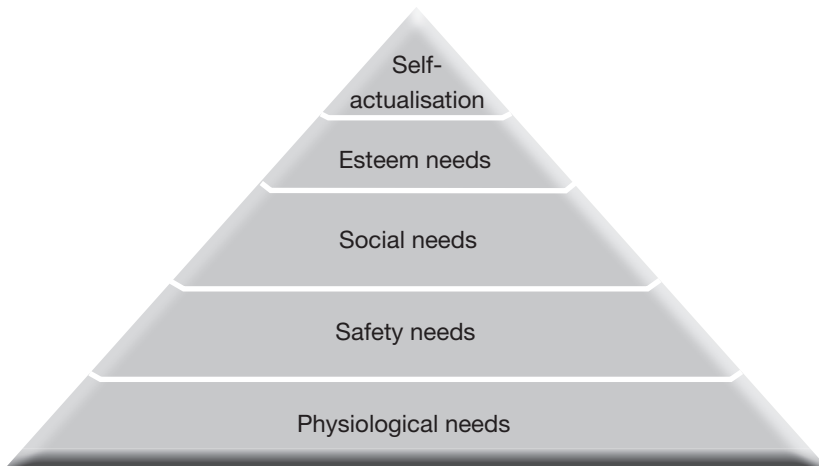 Self-
actualisation
Esteem needs
Social needs
Safety needs
Physiological needs